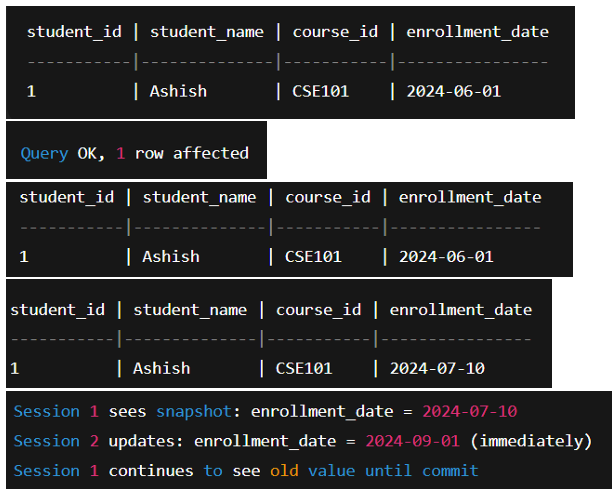 student_id | student_name | course_id | enrollment_date
-----------|--------------|-----------|----------------
1 | Ashish | CSE101 | 2024-06-01
Query OK, 1 row affected
student_id | student_name | course_id | enrollment_date
-----------|--------------|-----------|----------------
1 | Ashish | CSE101 | 2024-06-01
student_id | student_name | course_id | enrollment_date
-----------|--------------|-----------|----------------
1 | Ashish | CSE101 | 2024-07-10
Session 1 sees snapshot: enrollment_date = 2024-07-10
Session 2 updates: enrollment_date = 2024-09-01 (immediately)
Session 1 continues to see old value until commit